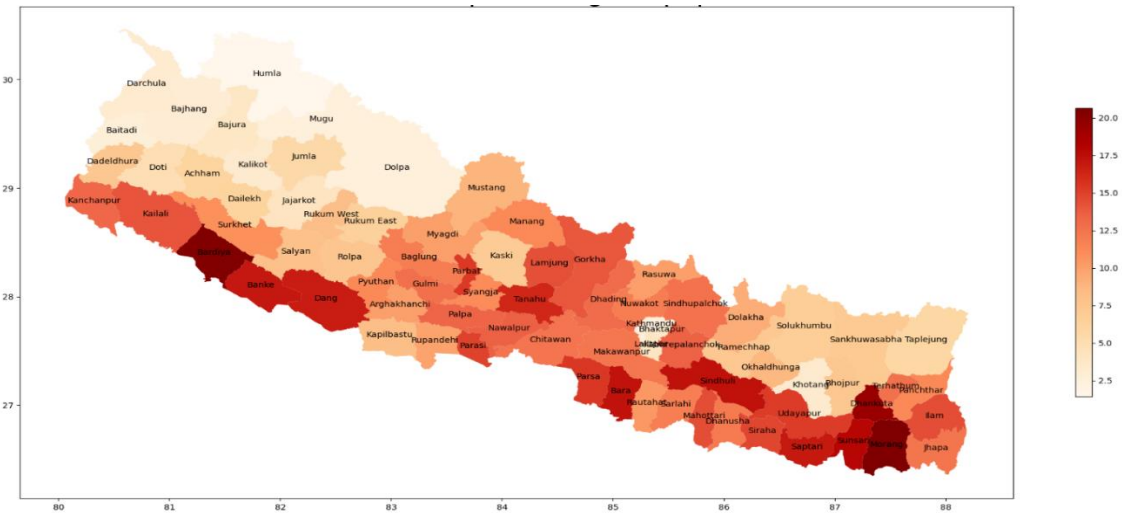 30
29
28
27
80
81
82
83
84
85
86
87
88
20.0
17.5
15.0
12.5
10.0
7.5
5.0
2.5
Humla
Darchula
Bajhang
Mugu
Bajura
Baitadi
Jumla
Dadeldhura
Doti
Kalikot
Dolpa
Achham
Mustang
Kanchanpur
Dailekh
Jajarkot
Kailali
Rukum West
Rukum East
Surkhet
Manang
Myagdi
Bardiya
Salyan
Rolpa
Baglung
Kaski
Lamjung
Gorkha
Parbat
Rasuwa
Banke
Pyuthan
Gulmi
Syangja
Dang
Arghakhanchi
Tanahu
Dhading
Nuwakot
Sindhupalchok
Palpa
Dolakha
Kathmandu
Bhaktapur
Solukhumbu
Kapilbastu
Rupandehi
Nawalpur
Parasi
Chitawan
Makawanpur
Ramechhap
Sankhuwasabha
Taplejung
Okhaldhunga
Parsa
Bara
Sindhuli
Khotang
Bhojpur
Terhathum
Panchthar
Rautahat
Sarlahi
Dhankuta
Mahottari
Dhanusha
Udayapur
Ilam
Siraha
Saptari
Sunsari
Morang
Jhapa